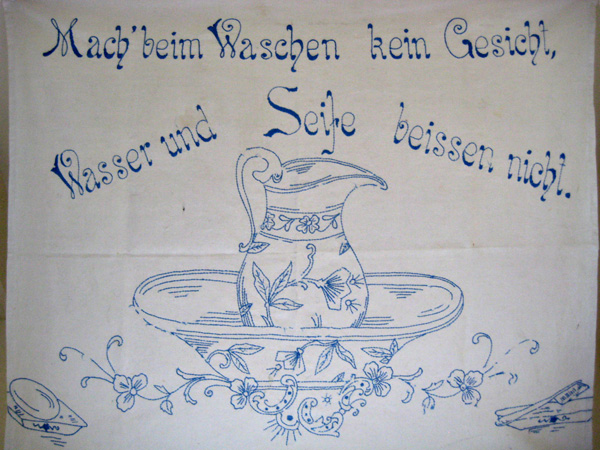 Mach' beim Waschen kein Gesicht,
Wasser und Seife beissen nicht.